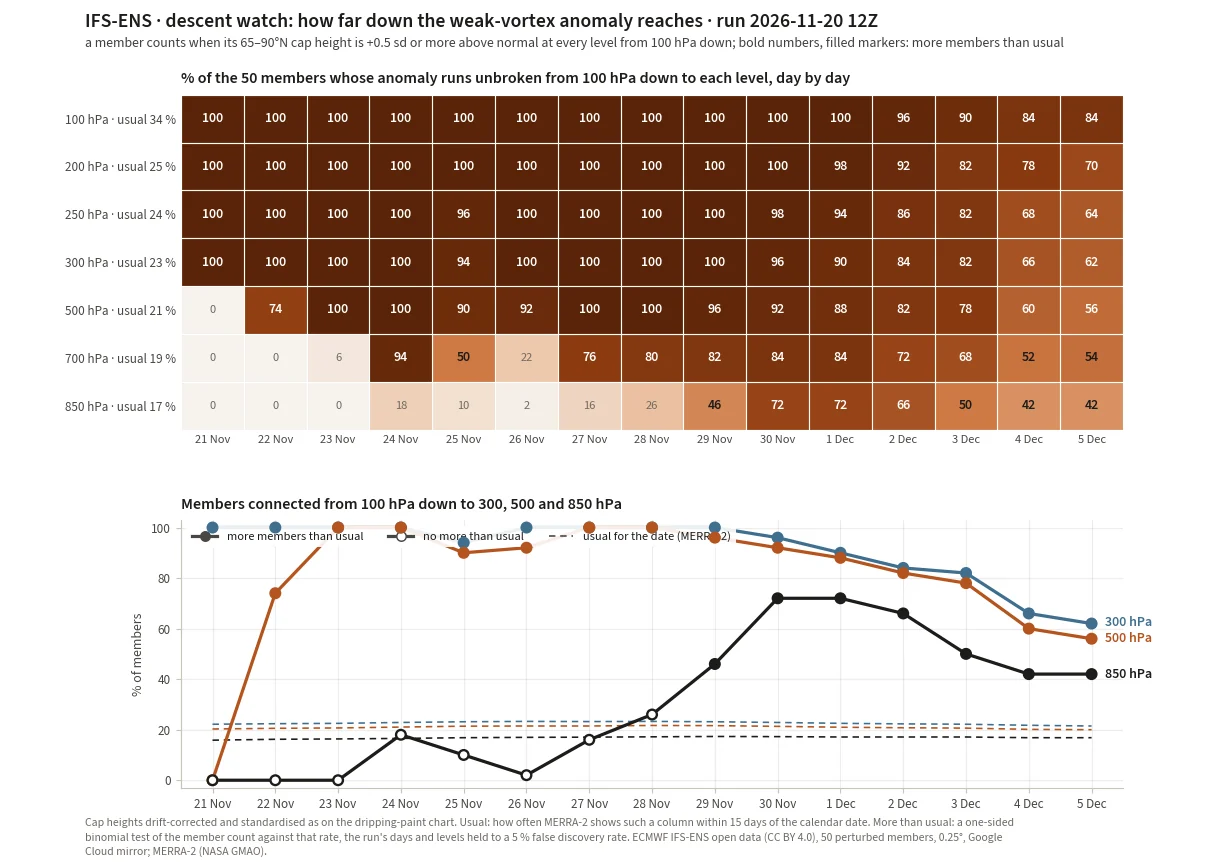 IFS-ENS · descent watch: how far down the weak-vortex anomaly reaches · run 2026-11-20 12Z
a member counts when its 65–90°N cap height is +0.5 sd or more above normal at every level from 100 hPa down; bold numbers, filled markers: more members than usual
% of the 50 members whose anomaly runs unbroken from 100 hPa down to each level, day by day
100 hPa · usual 34 % 100 100 100 100 100 100 100 100 100 100 100 96 90 84 84
200 hPa · usual 25 % 100 100 100 100 100 100 100 100 100 100 98 92 82 78 70
250 hPa · usual 24 % 100 100 100 100 96 100 100 100 100 98 94 86 82 68 64
300 hPa · usual 23 % 100 100 100 100 94 100 100 100 100 96 90 84 82 66 62
500 hPa · usual 21 % 0 74 100 100 90 92 100 100 96 92 88 82 78 60 56
700 hPa · usual 19 % 0 0 6 94 50 22 76 80 82 84 84 72 68 52 54
850 hPa · usual 17 % 0 0 0 18 10 2 16 26 46 72 72 66 50 42 42
21 Nov 22 Nov 23 Nov 24 Nov 25 Nov 26 Nov 27 Nov 28 Nov 29 Nov 30 Nov 1 Dec 2 Dec 3 Dec 4 Dec 5 Dec
Members connected from 100 hPa down to 300, 500 and 850 hPa
more members than usual no more than usual usual for the date (MERRA-2)
% of members
100
80
60
40
20
0
300 hPa
500 hPa
850 hPa
21 Nov 22 Nov 23 Nov 24 Nov 25 Nov 26 Nov 27 Nov 28 Nov 29 Nov 30 Nov 1 Dec 2 Dec 3 Dec 4 Dec 5 Dec
Cap heights drift-corrected and standardised as on the dripping-paint chart. Usual: how often MERRA-2 shows such a column within 15 days of the calendar date. More than usual: a one-sided
binomial test of the member count against that rate, the run's days and levels held to a 5 % false discovery rate. ECMWF IFS-ENS open data (CC BY 4.0), 50 perturbed members, 0.25°, Google
Cloud mirror; MERRA-2 (NASA GMAO).